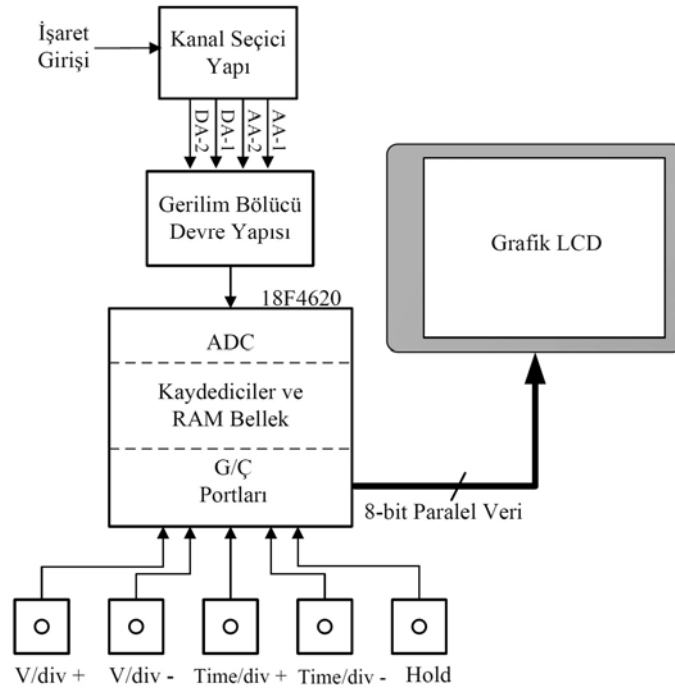 İşaret
Girişi
Kanal Seçici
Yapı
DA-2
DA-1
AA-2
AA-1
Gerilim Bölücü
Devre Yapısı
18F4620
ADC
Kaydediciler ve
RAM Bellek
G/Ç
Portları
Grafik LCD
8-bit Paralel Veri
V/div +
V/div -
Time/div +
Time/div -
Hold